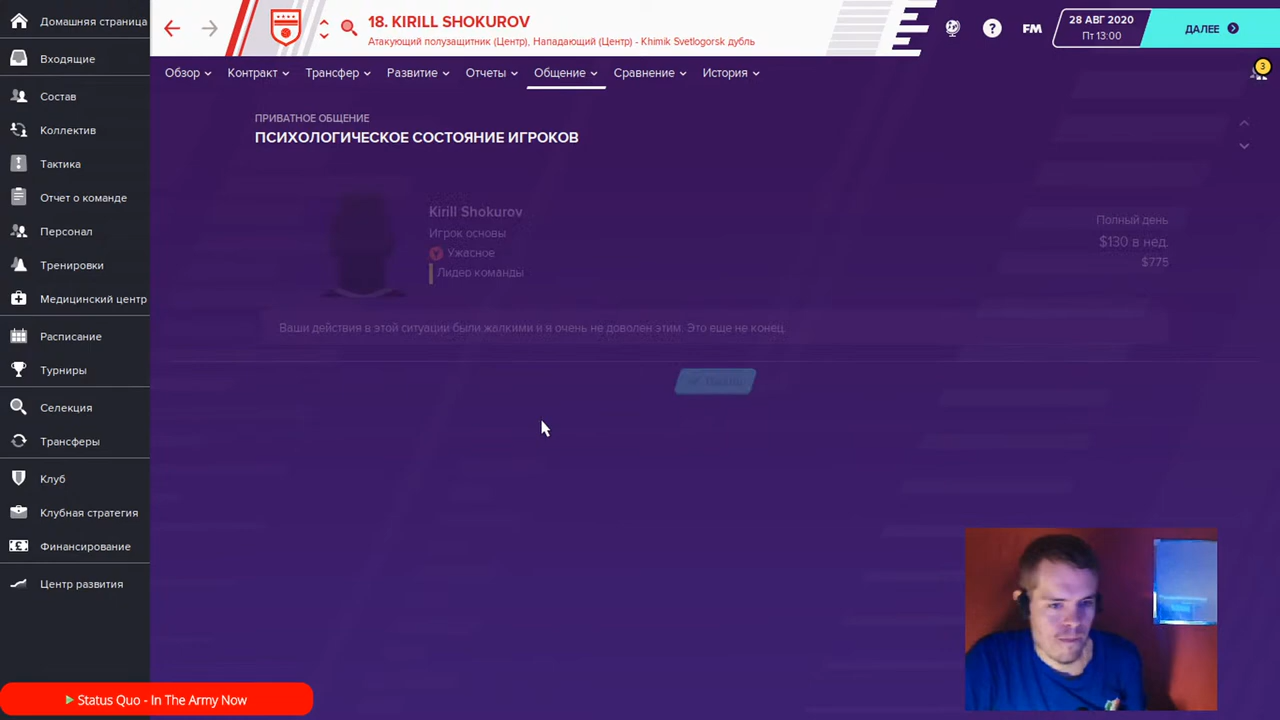 Домашняя страница
Входящие
Состав
Коллектив
Тактика
Отчет о команде
Персонал
Тренировки
Медицинский центр
Расписание
Турниры
Селекция
Трансферы
Клуб
Клубная стратегия
Финансирование
Центр развития
18. KIRILL SHOKUROV
Атакующий полузащитник (Центр), Нападающий (Центр) - Khimik Svetlogorsk дубль
?
FM
28 АВГ 2020
Пт 13:00
ДАЛЕЕ
Обзор
Контракт
Трансфер
Развитие
Отчеты
Общение
Сравнение
История
3
ПРИВАТНОЕ ОБЩЕНИЕ
ПСИХОЛОГИЧЕСКОЕ СОСТОЯНИЕ ИГРОКОВ
Kirill Shokurov
Игрок основы
Ужасное
Лидер команды
Полный день
$130 в нед.
$775
Ваши действия в этой ситуации были жалкими и я очень не доволен этим. Это еще не конец.
Status Quo - In The Army Now